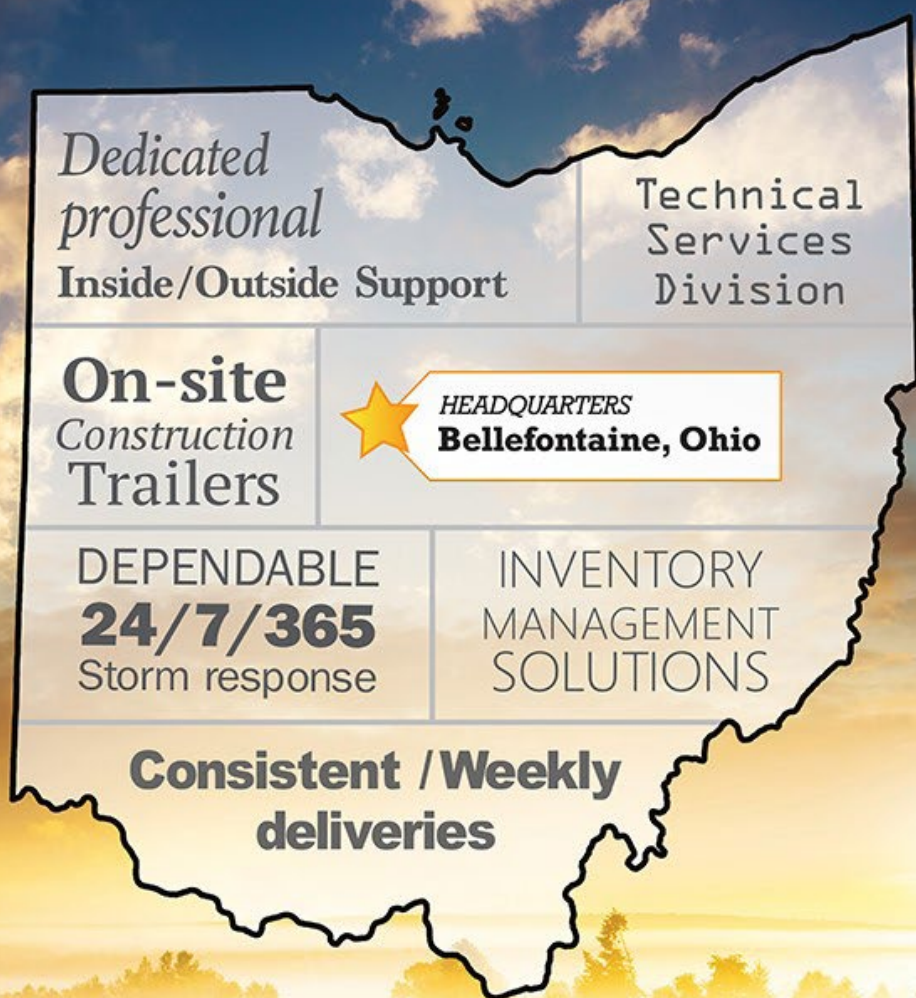 Dedicated
professional
Inside/Outside Support
Technical
Services
Division
On-site
Construction
Trailers
HEADQUARTERS
Bellefontaine, Ohio
DEPENDABLE
24/7/365
Storm response
INVENTORY
MANAGEMENT
SOLUTIONS
Consistent / Weekly
deliveries